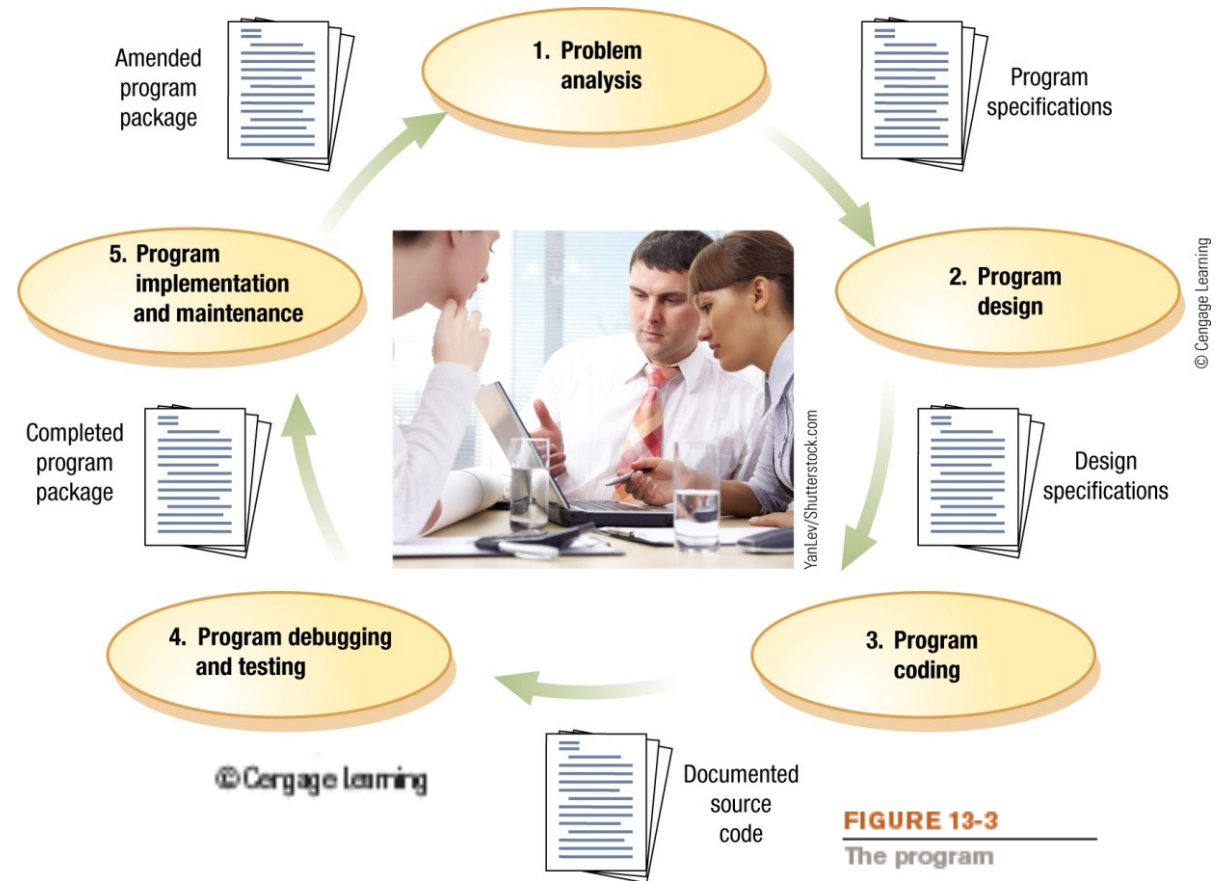 Amended
program
package
1. Problem
analysis
Program
specifications
5. Program
implementation
and maintenance
2. Program
design
© Cengage Learning
YanLev/Shutterstock.com
Completed
program
package
Design
specifications
4. Program debugging
and testing
3. Program
coding
© Cengage Learning
Documented
source
code
FIGURE 13-3
The program